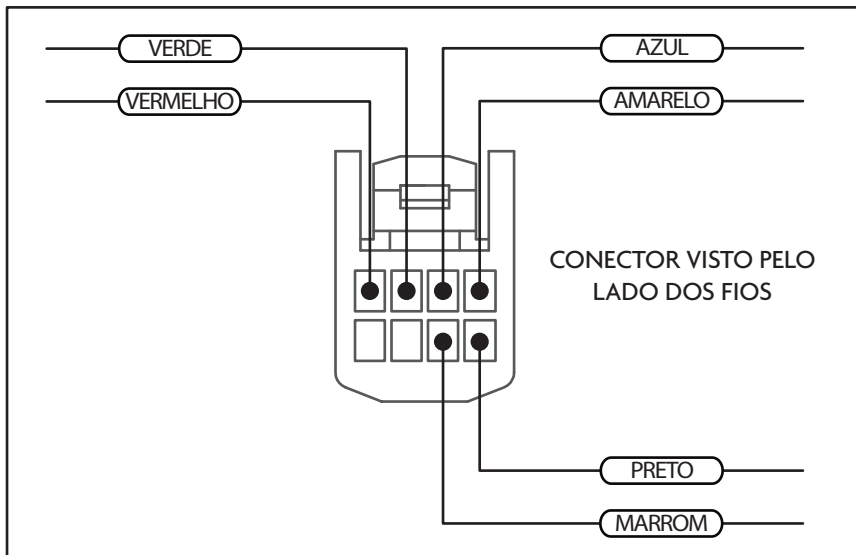 VERDE
AZUL
VERMELHO
AMARELO
CONECTOR VISTO PELO
LADO DOS FIOS
PRETO
MARROM